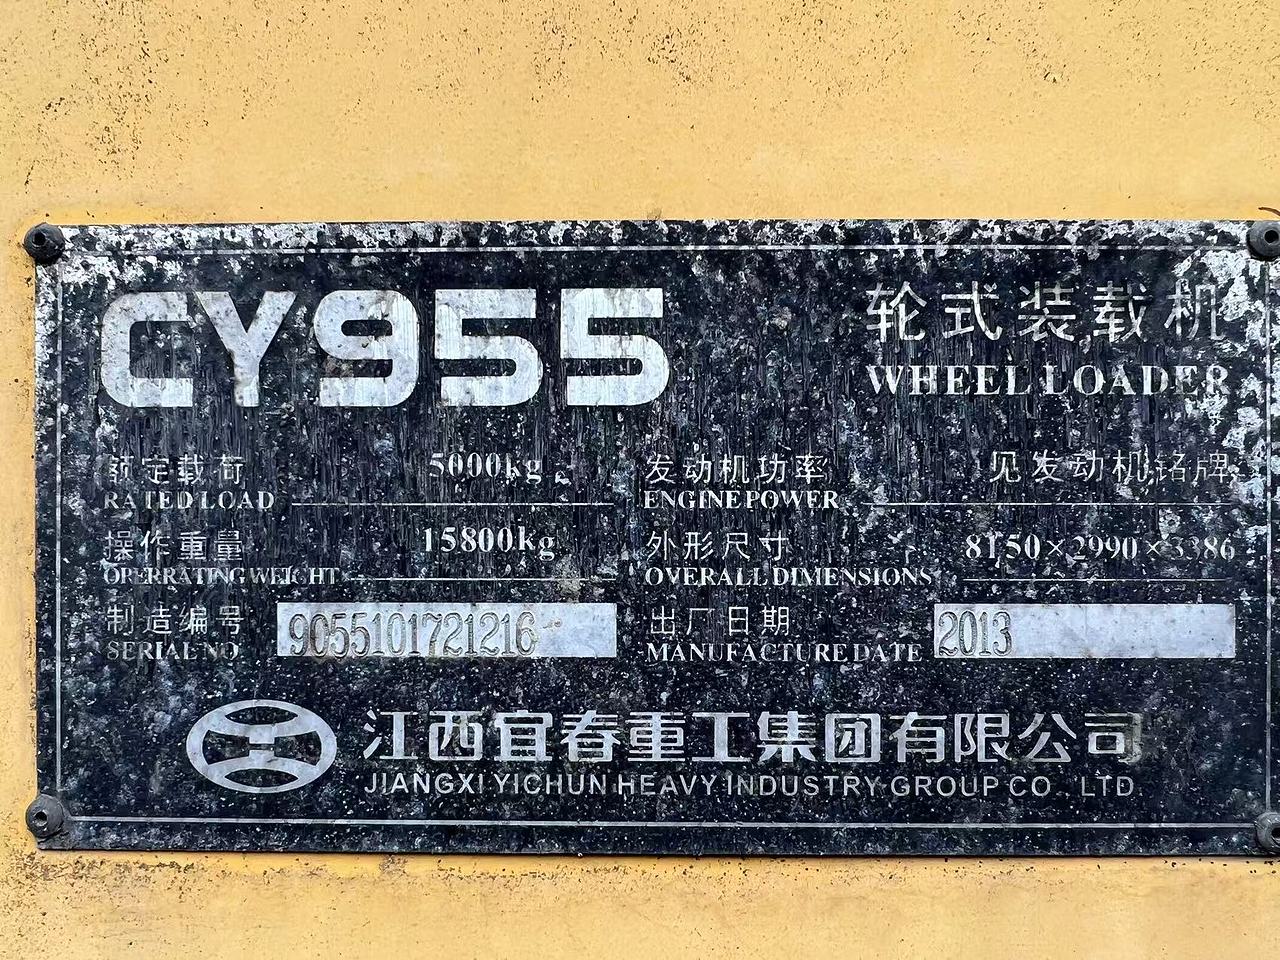 CY955
轮式装载机
WHEEL LOADER
额定载荷 5000kg
RATED LOAD
发动机功率 见发动机铭牌
ENGINE POWER
操作重量 15800kg
OPERRATING WEIGHT
外形尺寸 8150×2990×3386
OVERALL DIMENSIONS
制造编号 9055101721216
SERIAL NO
出厂日期 2013
MANUFACTURE DATE
江西宜春重工集团有限公司
JIANGXI YICHUN HEAVY INDUSTRY GROUP CO . LTD